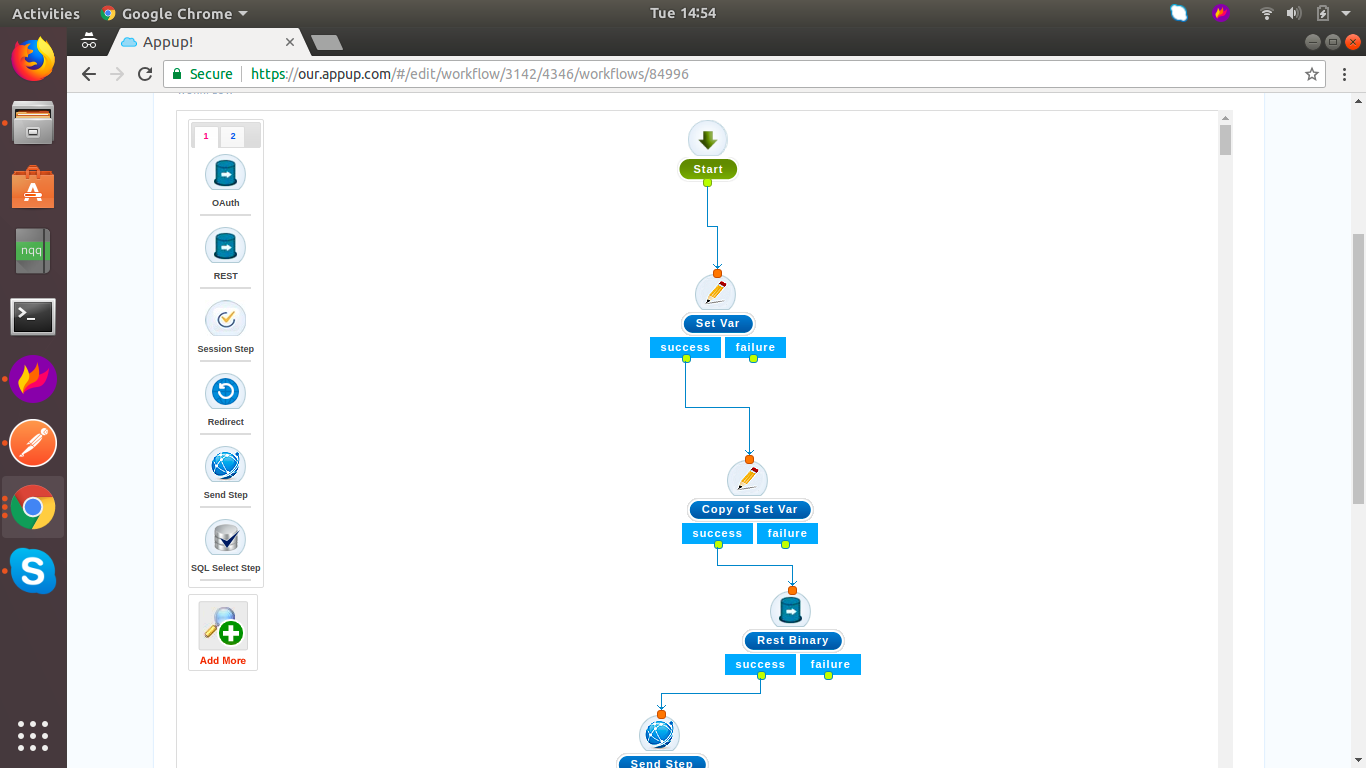 Activities
Google Chrome
Tue 14:54
Appup!
Secure
https://our.appup.com/#/edit/workflow/3142/4346/workflows/84996
1 2
OAuth
REST
Session Step
Redirect
Send Step
SQL Select Step
Add More
Start
Set Var
success failure
Copy of Set Var
success failure
Rest Binary
success failure
Send Step
nqq